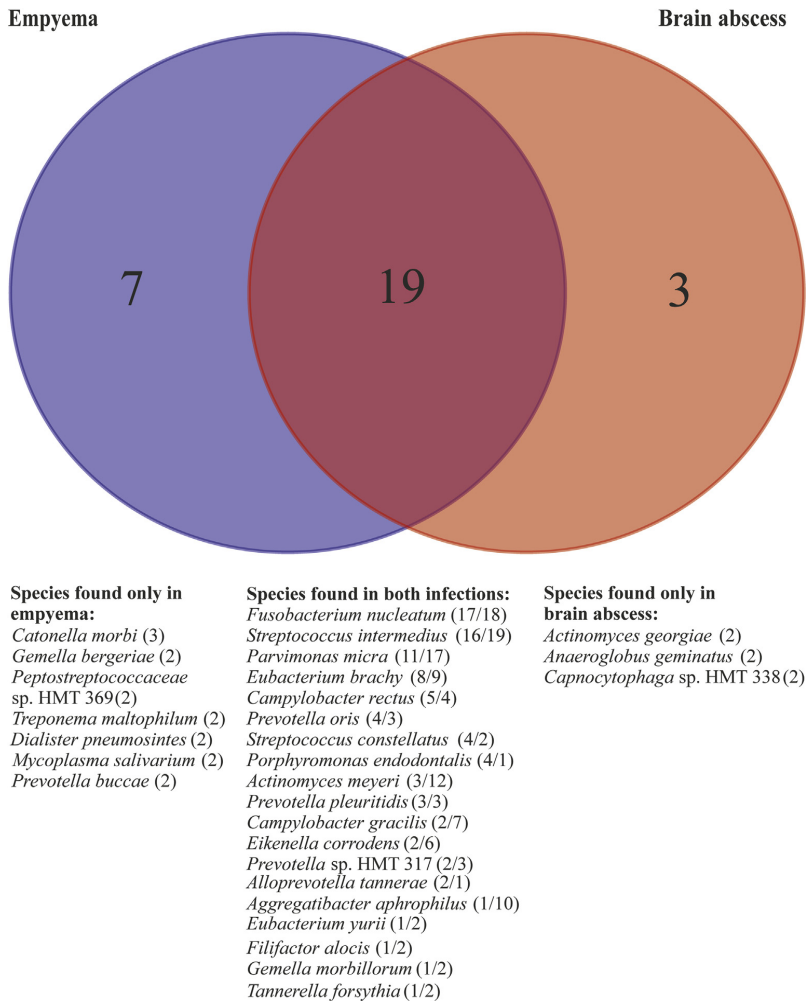 Empyema
Brain abscess
7
19
3
Species found only in
empyema:
Catonella morbi (3)
Gemella bergeriae (2)
Peptostreptococcaceae
sp. HMT 369(2)
Treponema maltophilum (2)
Dialister pneumosintes (2)
Mycoplasma salivarium (2)
Prevotella buccae (2)
Species found in both infections:
Fusobacterium nucleatum (17/18)
Streptococcus intermedius (16/19)
Parvimonas micra (11/17)
Eubacterium brachy (8/9)
Campylobacter rectus (5/4)
Prevotella oris (4/3)
Streptococcus constellatus (4/2)
Porphyromonas endodontalis (4/1)
Actinomyces meyeri (3/12)
Prevotella pleuritidis (3/3)
Campylobacter gracilis (2/7)
Eikenella corrodens (2/6)
Prevotella sp. HMT 317 (2/3)
Alloprevotella tannerae (2/1)
Aggregatibacter aphrophilus (1/10)
Eubacterium yurii (1/2)
Filifactor alocis (1/2)
Gemella morbillorum (1/2)
Tannerella forsythia (1/2)
Species found only in
brain abscess:
Actinomyces georgiae (2)
Anaeroglobus geminatus (2)
Capnocytophaga sp. HMT 338 (2)